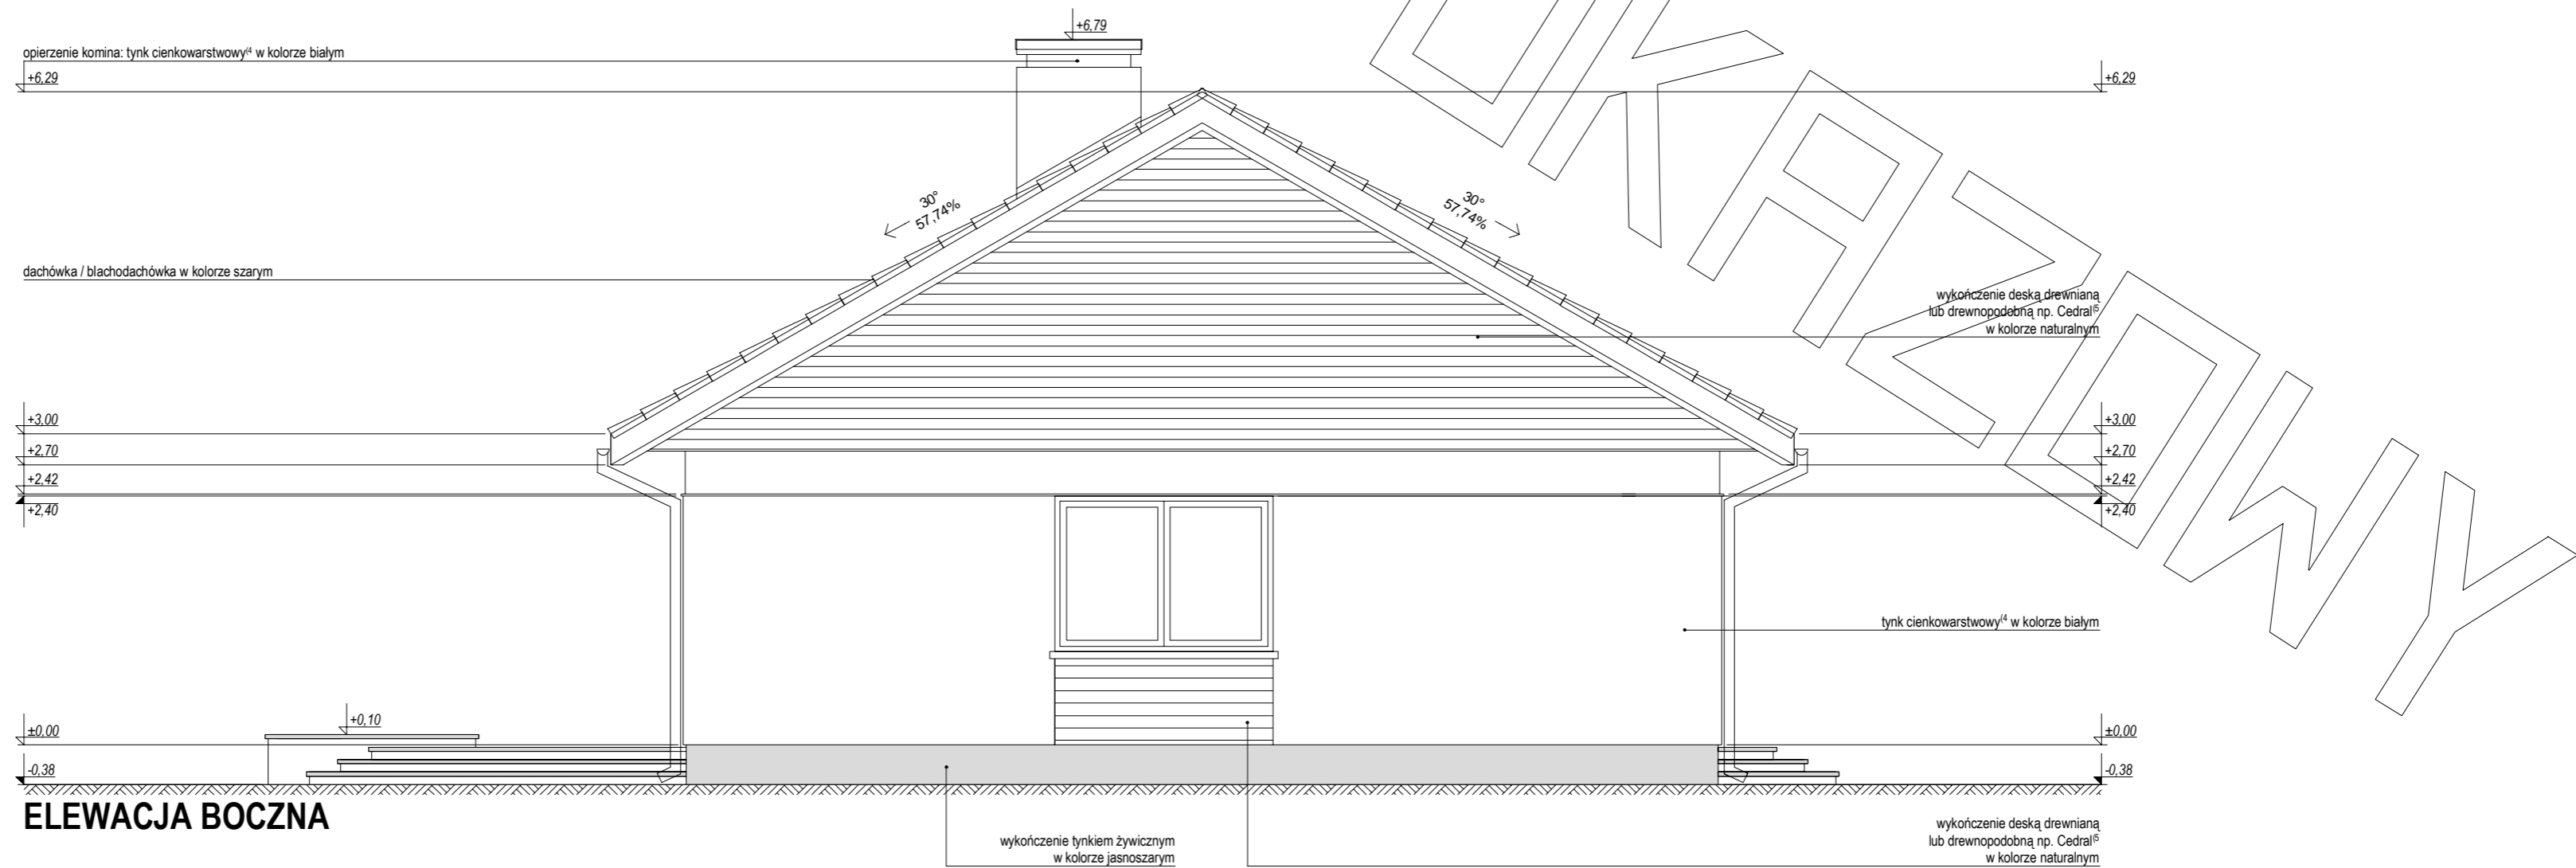 +6,79
opierzenie komina: tynk cienkowarstwowy⁽⁴ w kolorze białym
+6,29
+6,29
30°
57,74%
30°
57,74%
dachówka / blachodachówka w kolorze szarym
wykończenie deską drewnianą
lub drewnopodobną np. Cedral⁽⁵
w kolorze naturalnym
+3,00
+2,70
+2,42
+2,40
+3,00
+2,70
+2,42
+2,40
tynk cienkowarstwowy⁽⁴ w kolorze białym
+0,10
±0,00
-0,38
±0,00
-0,38
ELEWACJA BOCZNA
wykończenie tynkiem żywicznym
w kolorze jasnoszarym
wykończenie deską drewnianą
lub drewnopodobną np. Cedral⁽⁵
w kolorze naturalnym
OKAZOWY